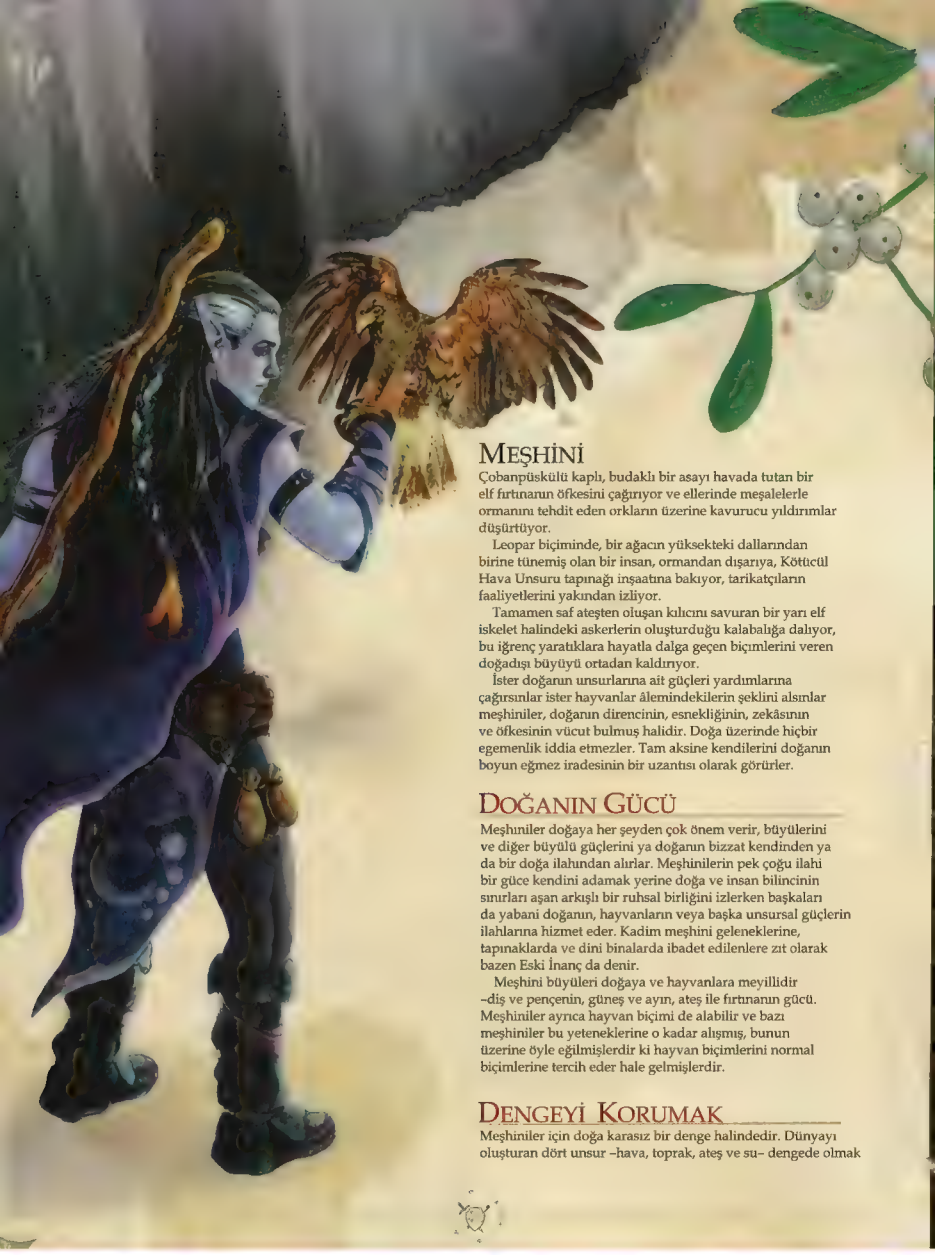 MEŞHİNİ
Çobanpüskülü kaplı, budaklı bir asayı havada tutan bir
elf fırtınanın öfkesini çağırıyor ve ellerinde meşalelerle
ormanını tehdit eden orkların üzerine kavurucu yıldırımlar
düşürtüyor.
Leopar biçiminde, bir ağacın yüksekteki dallarından
birine tünemiş olan bir insan, ormandan dışarıya, Kötücül
Hava Unsuru tapınağı inşaatına bakıyor, tarikatçıların
faaliyetlerini yakından izliyor.
Tamamen saf ateşten oluşan kılıcını savuran bir yarı elf
iskelet halindeki askerlerin oluşturduğu kalabalığa dalıyor,
bu iğrenç yaratıklara hayatla dalga geçen biçimlerini veren
doğadışı büyüyü ortadan kaldırıyor.
İster doğanın unsurlarına ait güçleri yardımlarına
çağırsınlar ister hayvanlar âlemindekilerin şeklini alsınlar
meşhiniler, doğanın direncinin, esnekliğinin, zekâsının
ve öfkesinin vücut bulmuş halidir. Doğa üzerinde hiçbir
egemenlik iddia etmezler. Tam aksine kendilerini doğanın
boyun eğmez iradesinin bir uzantısı olarak görürler.
DOĞANIN GÜCÜ
Meşhiniler doğaya her şeyden çok önem verir, büyülerini
ve diğer büyülü güçlerini ya doğanın bizzat kendinden ya
da bir doğa ilahından alırlar. Meşhinilerin pek çoğu ilahi
bir güce kendini adamak yerine doğa ve insan bilincinin
sınırları aşan arkışlı bir ruhsal birliğini izlerken başkaları
da yabani doğanın, hayvanların veya başka unsursal güçlerin
ilahlarına hizmet eder. Kadim meşhini geleneklerine,
tapınaklarda ve dini binalarda ibadet edilenlere zıt olarak
bazen Eski İnanç da denir.
Meşhini büyüleri doğaya ve hayvanlara meyillidir
–diş ve pençenin, güneş ve ayın, ateş ile fırtınanın gücü.
Meşhiniler ayrıca hayvan biçimi de alabilir ve bazı
meşhiniler bu yeteneklerine o kadar alışmış, bunun
üzerine öyle eğilmişlerdir ki hayvan biçimlerini normal
biçimlerine tercih eder hale gelmişlerdir.
DENGEYİ KORUMAK
Meşhiniler için doğa karasız bir denge halindedir. Dünyayı
oluşturan dört unsur –hava, toprak, ateş ve su– dengede olmak